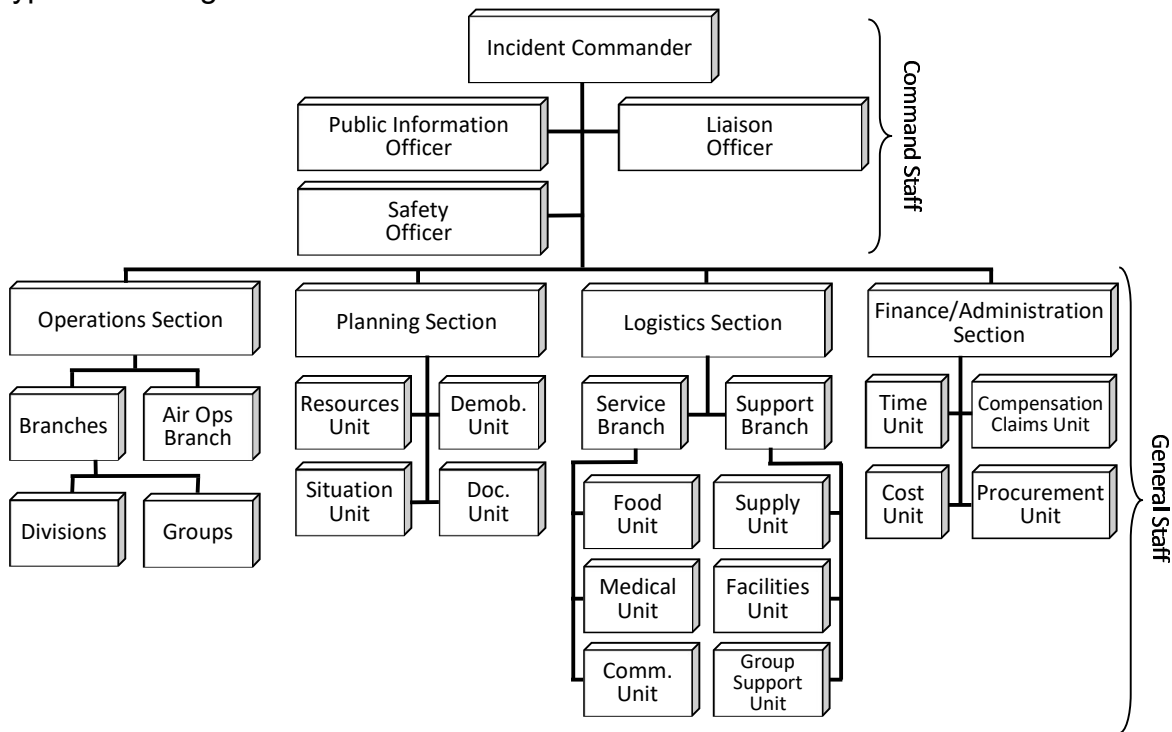 Incident Commander
Public Information
Officer
Liaison
Officer
Safety
Officer
Command Staff
Operations Section
Planning Section
Logistics Section
Finance/Administration
Section
Branches
Air Ops
Branch
Divisions
Groups
Resources
Unit
Demob.
Unit
Situation
Unit
Doc.
Unit
Service
Branch
Support
Branch
Food
Unit
Supply
Unit
Medical
Unit
Facilities
Unit
Comm.
Unit
Group
Support
Unit
Time
Unit
Compensation
Claims Unit
Cost
Unit
Procurement
Unit
General Staff